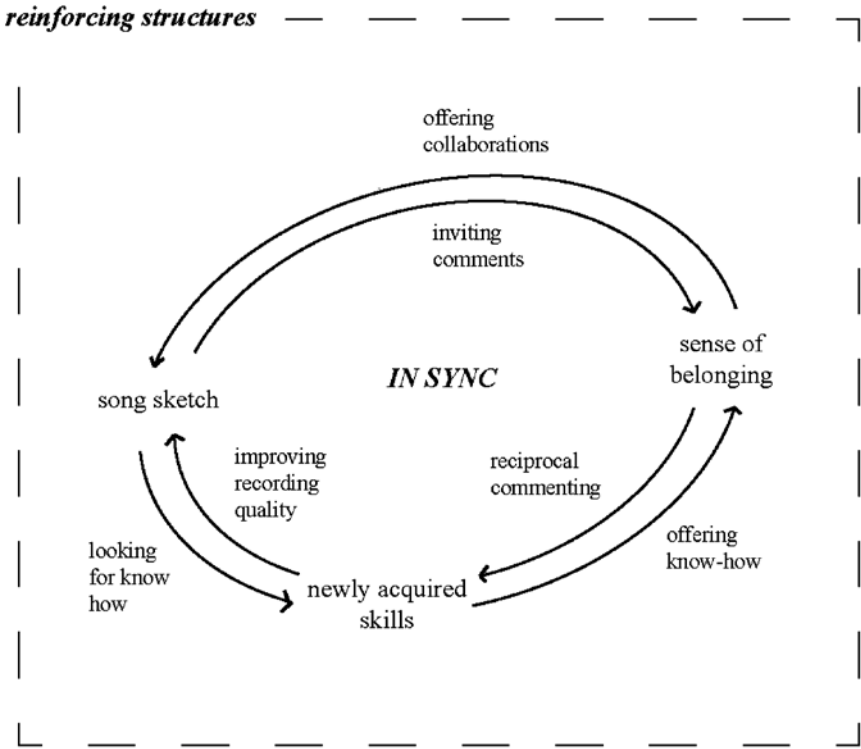 reinforcing structures
offering
collaborations
inviting
comments
sense of
belonging
IN SYNC
song sketch
improving
recording
quality
reciprocal
commenting
looking
for know
how
offering
know-how
newly acquired
skills